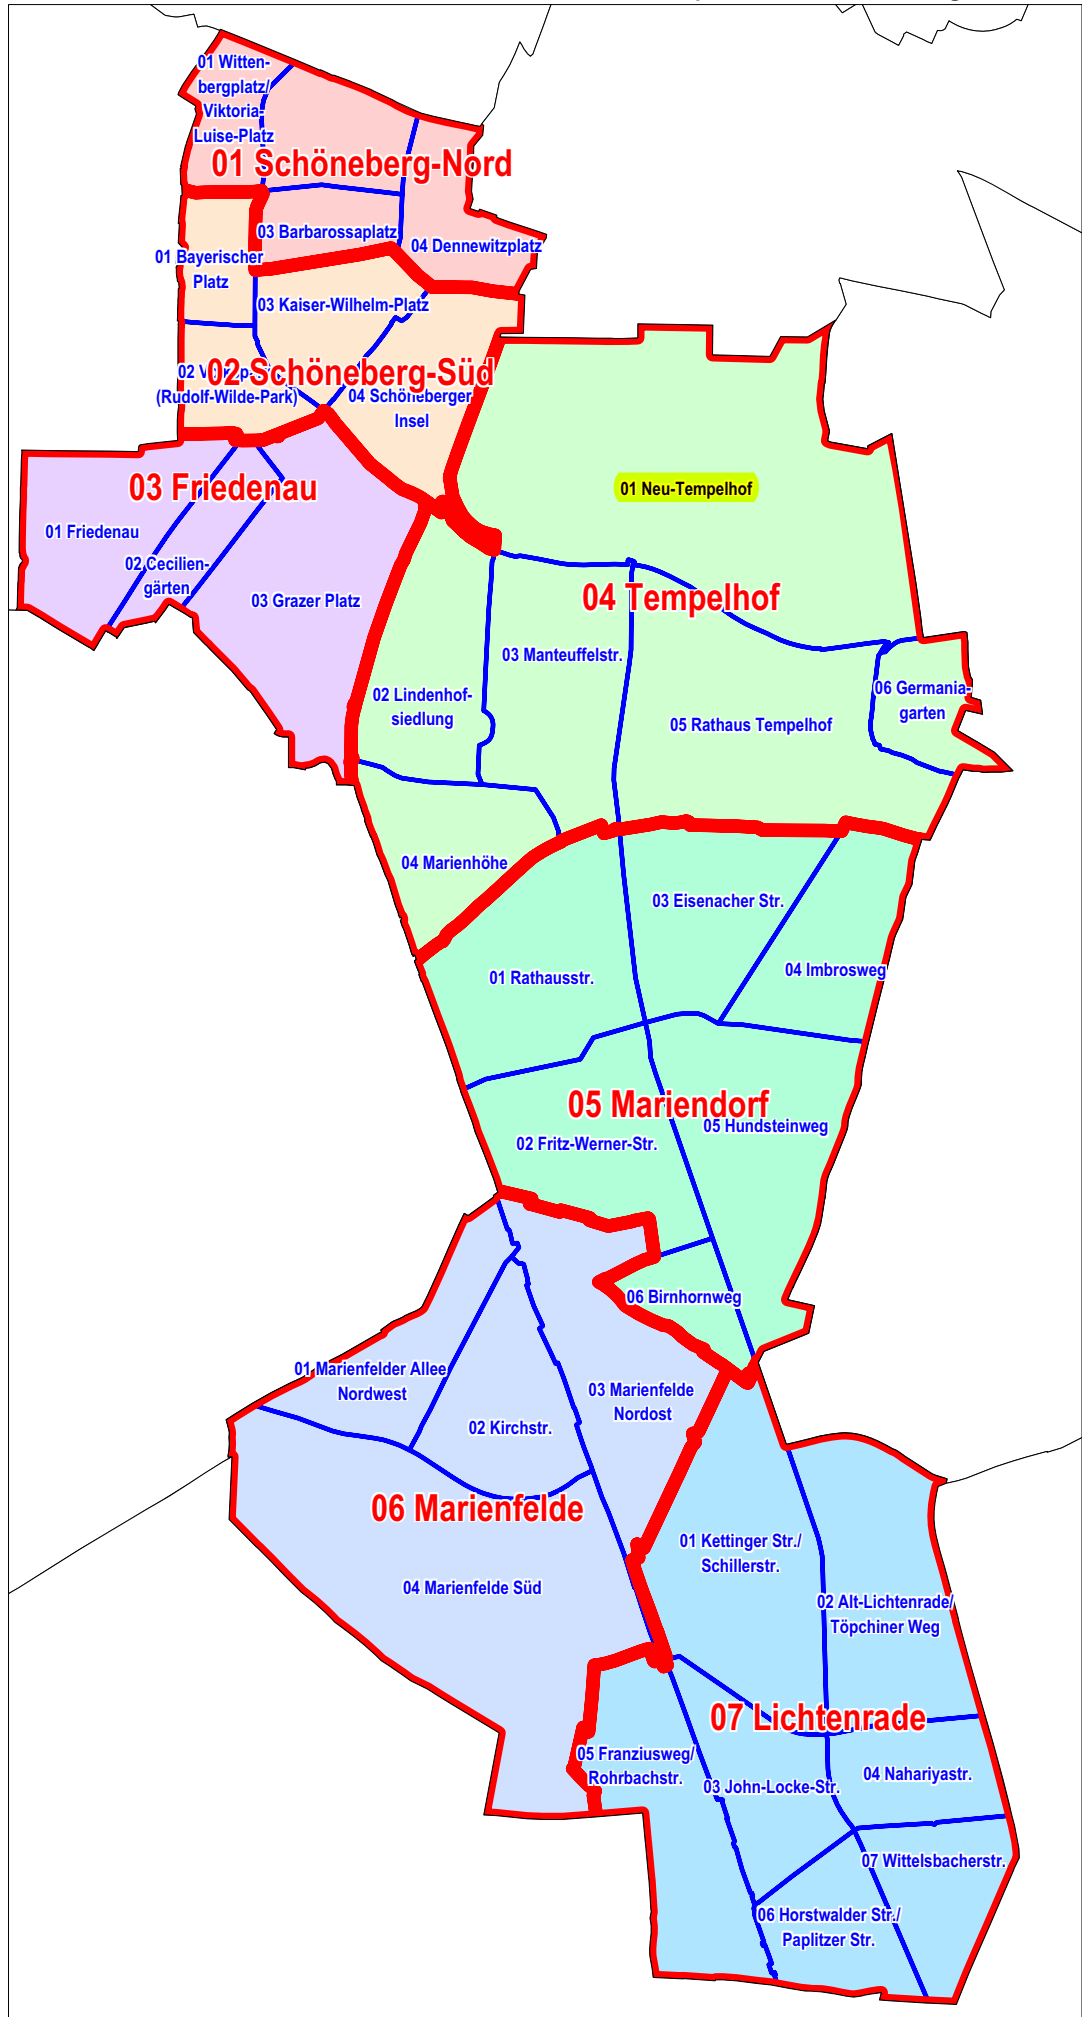 01 Witten-
bergplatz/
Viktoria-
Luise-Platz
01 Schöneberg-Nord
03 Barbarossaplatz
04 Dennewitzplatz
01 Bayerischer
Platz
03 Kaiser-Wilhelm-Platz
02 Schöneberg-Süd
02
(Rudolf-Wilde-Park)
04 Schöneberger
Insel
03 Friedenau
01 Friedenau
02 Cecilien-
gärten
03 Grazer Platz
01 Neu-Tempelhof
04 Tempelhof
03 Manteuffelstr.
02 Lindenhof-
siedlung
06 Germania-
garten
05 Rathaus Tempelhof
04 Marienhöhe
03 Eisenacher Str.
01 Rathausstr.
04 Imbrosweg
05 Mariendorf
05 Hundsteinweg
02 Fritz-Werner-Str.
06 Birnhornweg
01 Marienfelder Allee
Nordwest
03 Marienfelde
Nordost
02 Kirchstr.
06 Marienfelde
04 Marienfelde Süd
01 Kettinger Str./
Schillerstr.
02 Alt-Lichtenrade/
Töpchiner Weg
07 Lichtenrade
05 Franziusweg/
Rohrbachstr.
03 John-Locke-Str.
04 Nahariyastr.
07 Wittelsbacherstr.
06 Horstwalder Str./
Paplitzer Str.